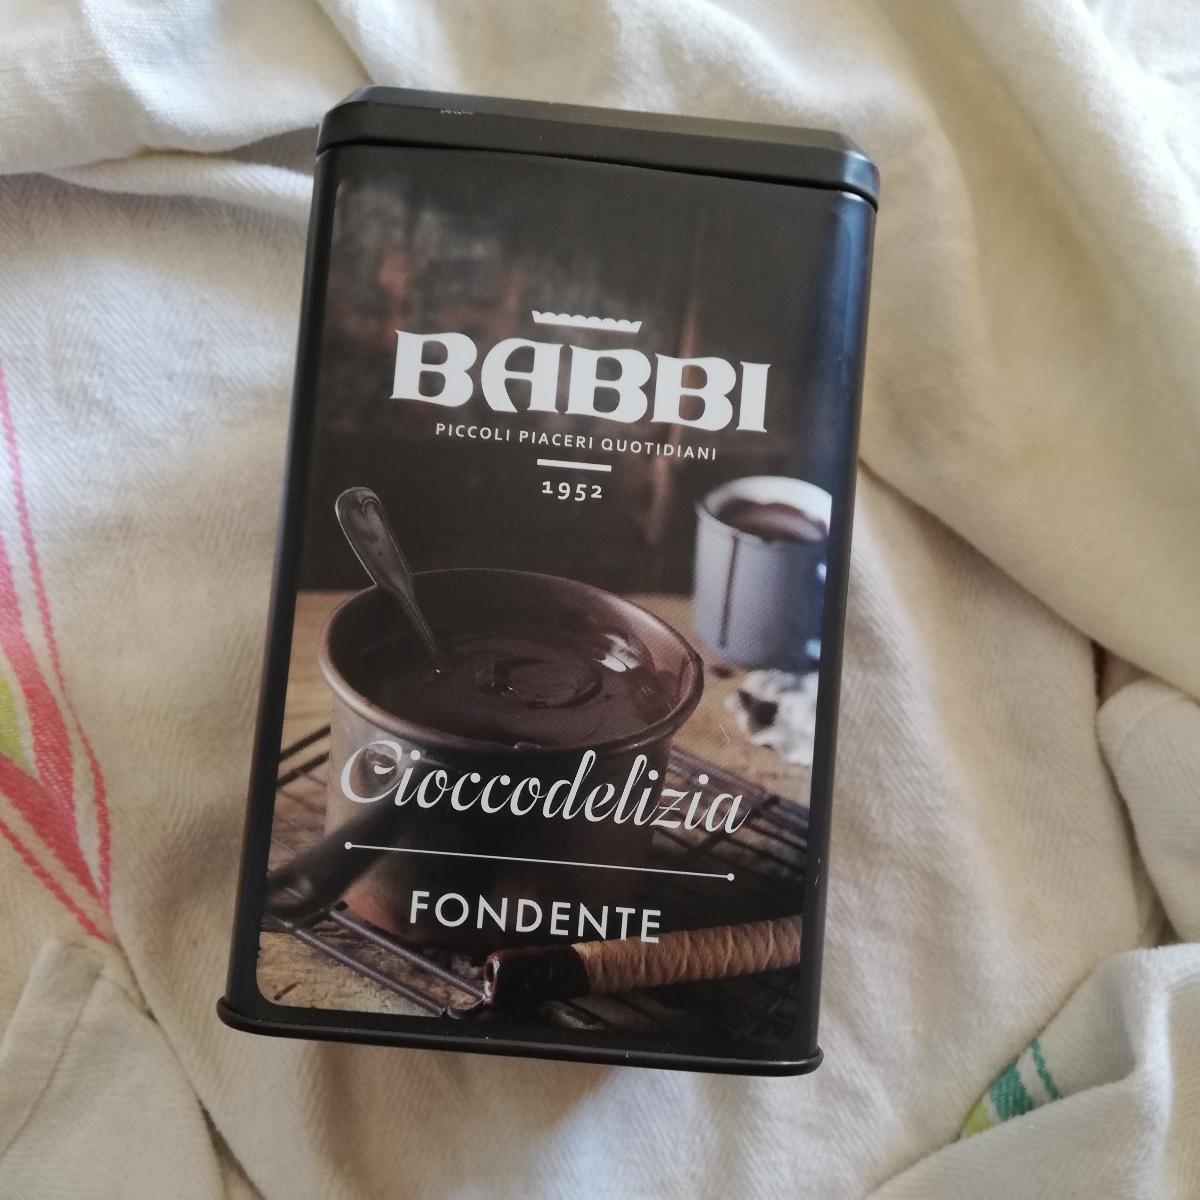 BABBI
PICCOLI PIACERI QUOTIDIANI
1952
Cioccodelizia
FONDENTE